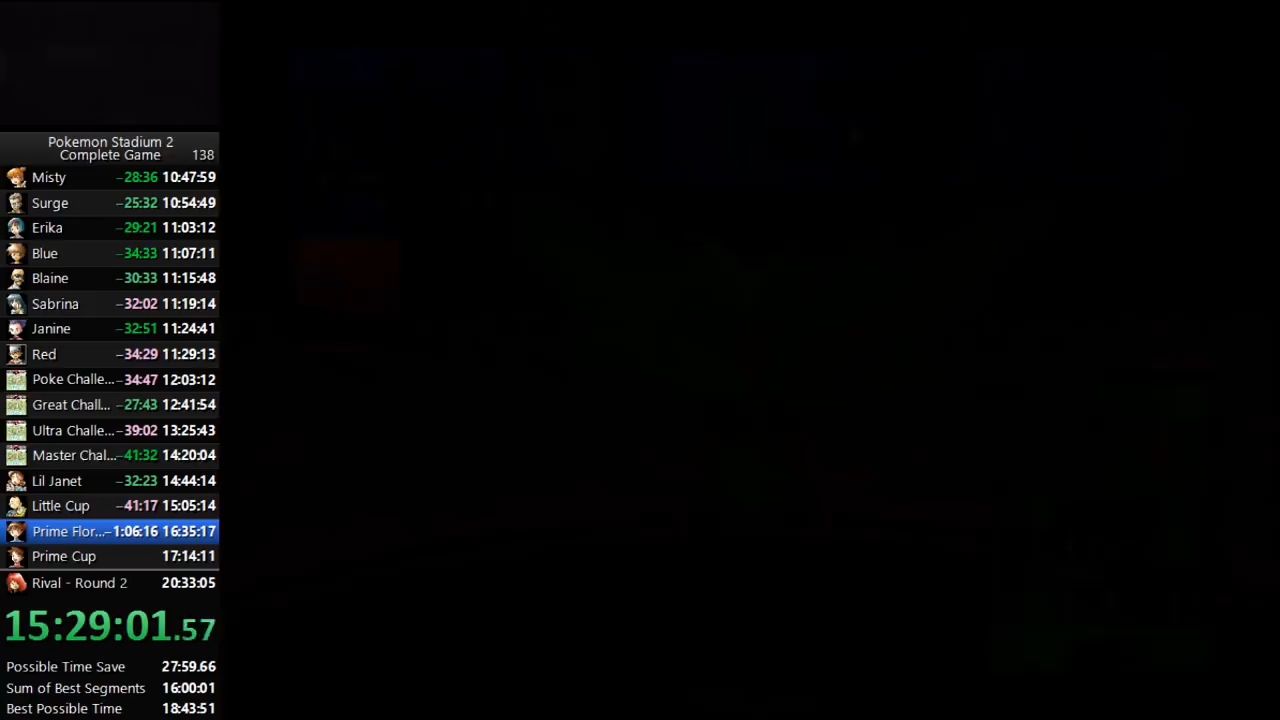 Pokemon Stadium 2
Complete Game 138
Misty −28:36 10:47:59
Surge −25:32 10:54:49
Erika −29:21 11:03:12
Blue −34:33 11:07:11
Blaine −30:33 11:15:48
Sabrina −32:02 11:19:14
Janine −32:51 11:24:41
Red −34:29 11:29:13
Poke Challe... −34:47 12:03:12
Great Chall... −27:43 12:41:54
Ultra Challe... −39:02 13:25:43
Master Chal... −41:32 14:20:04
Lil Janet −32:23 14:44:14
Little Cup −41:17 15:05:14
Prime Flor... −1:06:16 16:35:17
Prime Cup 17:14:11
Rival - Round 2 20:33:05
15:29:01.57
Possible Time Save 27:59.66
Sum of Best Segments 16:00:01
Best Possible Time 18:43:51